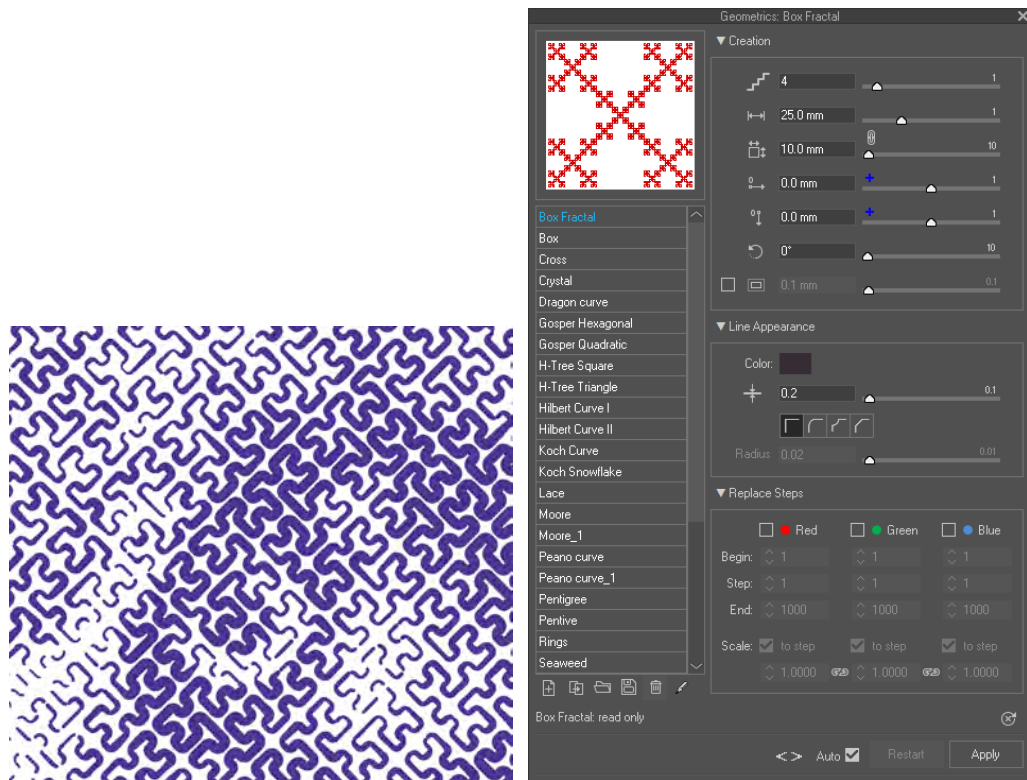 Geometrics: Box Fractal
Creation
4
1
25.0 mm
1
10.0 mm
10
0.0 mm
1
0.0 mm
1
0°
10
0.1 mm
0.1
Box Fractal
Box
Cross
Crystal
Dragon curve
Gosper Hexagonal
Gosper Quadratic
H-Tree Square
H-Tree Triangle
Hilbert Curve I
Hilbert Curve II
Koch Curve
Koch Snowflake
Lace
Moore
Moore_1
Peano curve
Peano curve_1
Pentigree
Pentive
Rings
Seaweed
Line Appearance
Color:
0.2
0.1
Radius 0.02
0.01
Replace Steps
Red Green Blue
Begin: 1 1 1
Step: 1 1 1
End: 1000 1000 1000
Scale: to step to step to step
1.0000 1.0000 1.0000
Box Fractal: read only
< > Auto Restart Apply